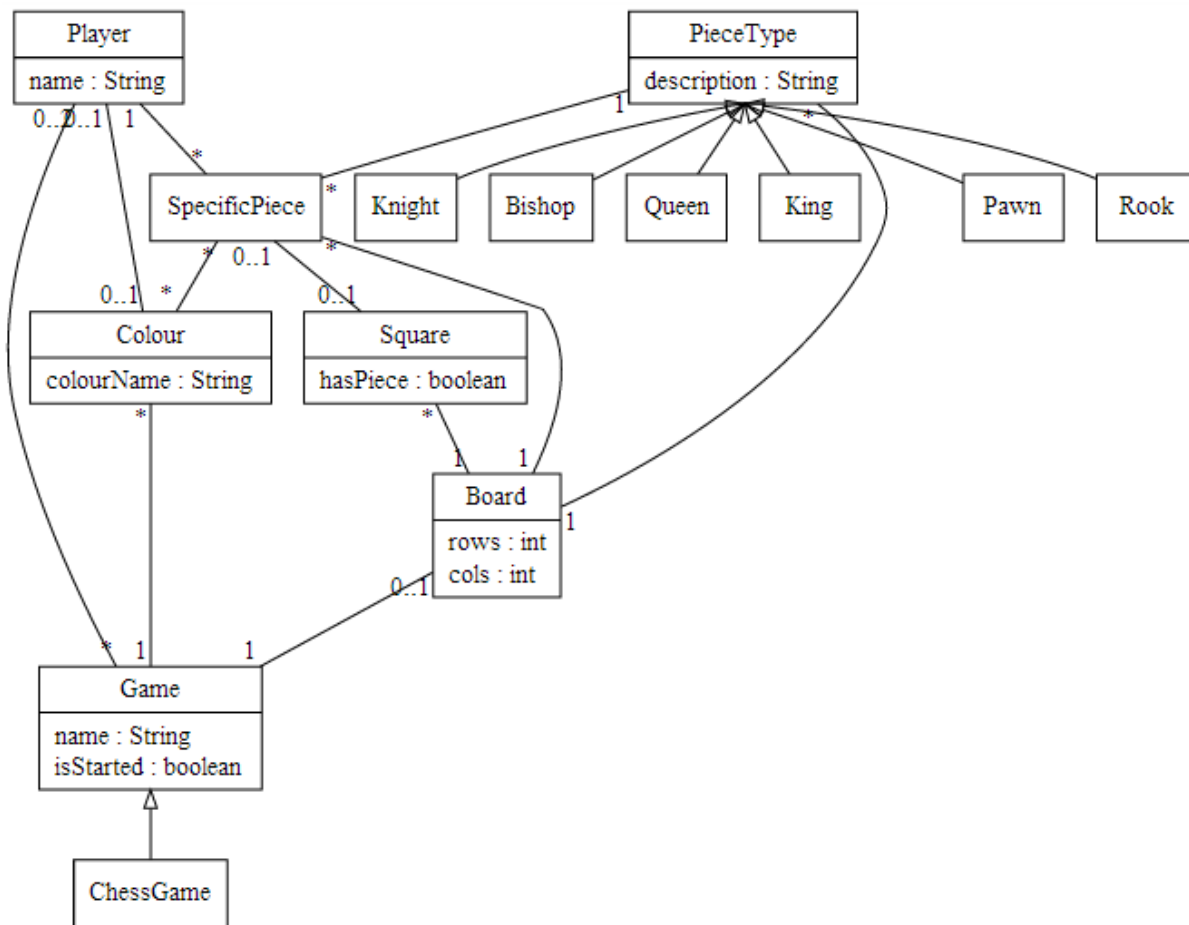 Player
name : String
PieceType
description : String
0..2
0..1
1
1
*
*
*
SpecificPiece
Knight
Bishop
Queen
King
Pawn
Rook
*
0..1
*
0..1
*
0..1
Colour
colourName : String
Square
hasPiece : boolean
*
*
1
1
Board
rows : int
cols : int
1
0..1
*
1
1
Game
name : String
isStarted : boolean
ChessGame